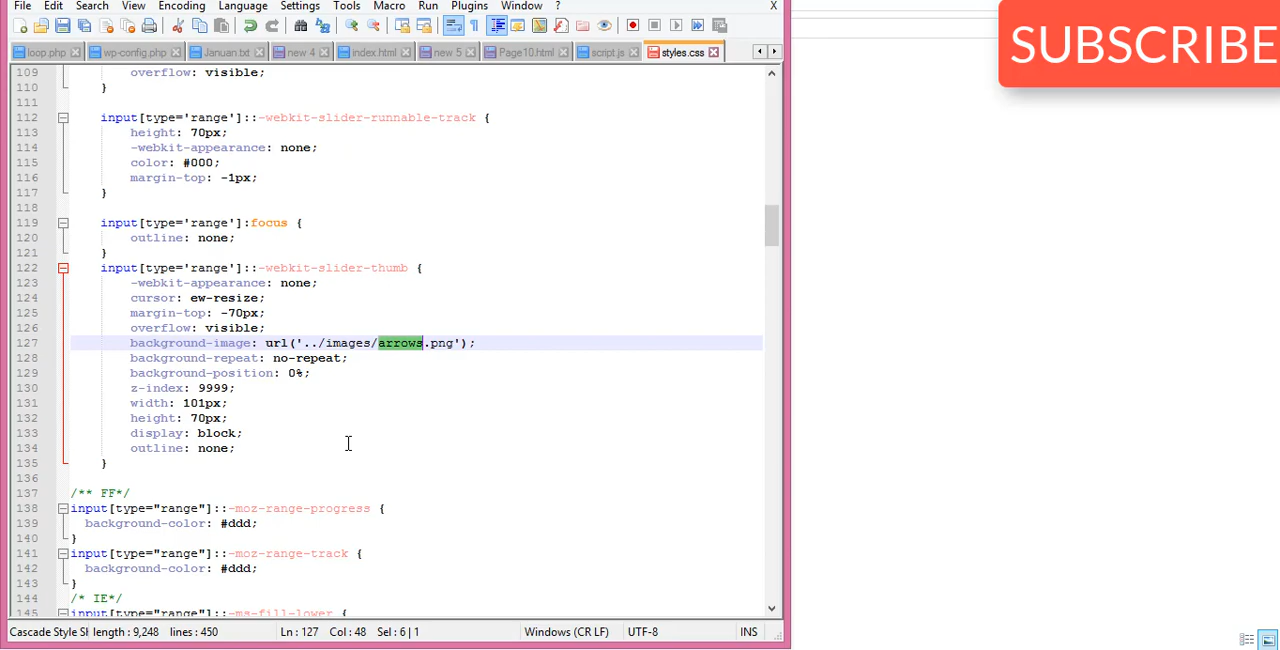 File Edit Search View Encoding Language Settings Tools Macro Run Plugins Window ? X
loop.php wp-config.php Januari.txt new 4 index.html new 5 Page10.html script.js styles.css
SUBSCRIBE
109 overflow: visible;
110 }
111
112 input[type='range']::-webkit-slider-runnable-track {
113 height: 70px;
114 -webkit-appearance: none;
115 color: #000;
116 margin-top: -1px;
117 }
118
119 input[type='range']:focus {
120 outline: none;
121 }
122 input[type='range']::-webkit-slider-thumb {
123 -webkit-appearance: none;
124 cursor: ew-resize;
125 margin-top: -70px;
126 overflow: visible;
127 background-image: url('../images/arrows.png');
128 background-repeat: no-repeat;
129 background-position: 0%;
130 z-index: 9999;
131 width: 101px;
132 height: 70px;
133 display: block;
134 outline: none;
135 }
136
137 /** FF*/
138 input[type="range"]::-moz-range-progress {
139 background-color: #ddd;
140 }
141 input[type="range"]::-moz-range-track {
142 background-color: #ddd;
143 }
144 /* IE*/
145 input[type="range"]::-ms-fill-lower {
Cascade Style Sl length : 9,248 lines : 450 Ln : 127 Col : 48 Sel : 6 | 1 Windows (CR LF) UTF-8 INS